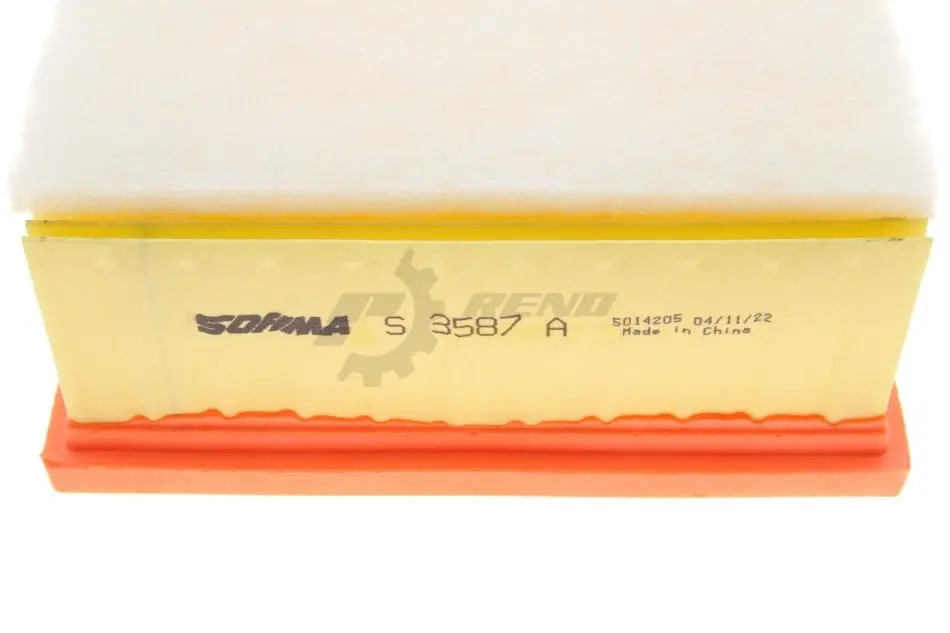 SOFIMA S 3587 A
5014205 04/11/22
Made in China
RENO